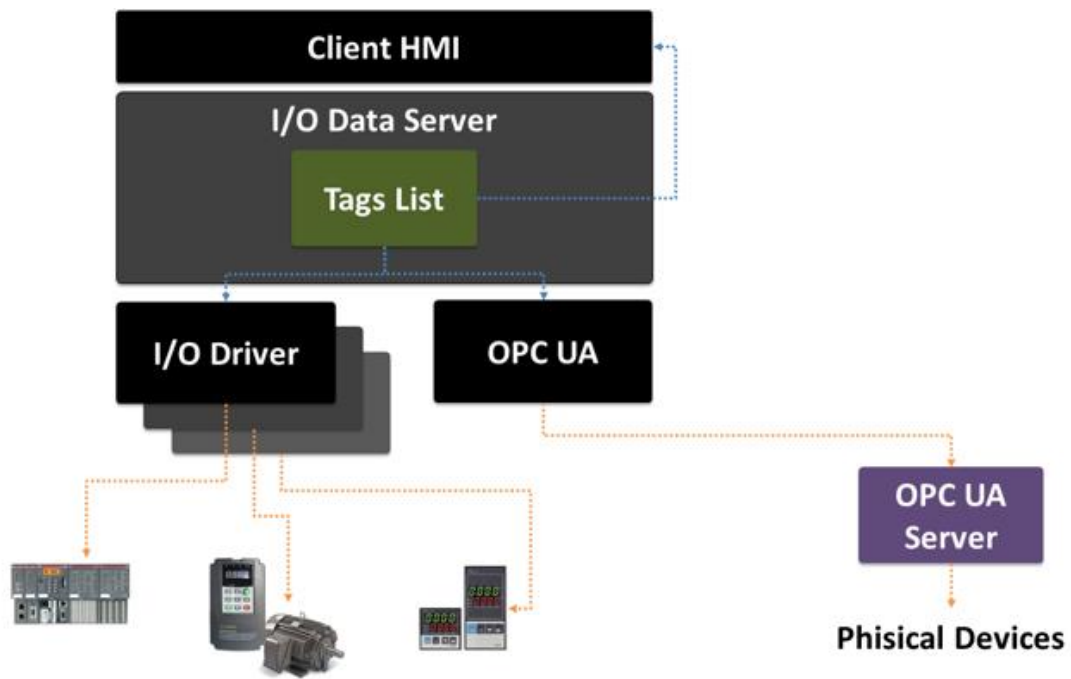 Client HMI
I/O Data Server
Tags List
I/O Driver
OPC UA
OPC UA
Server
Phisical Devices